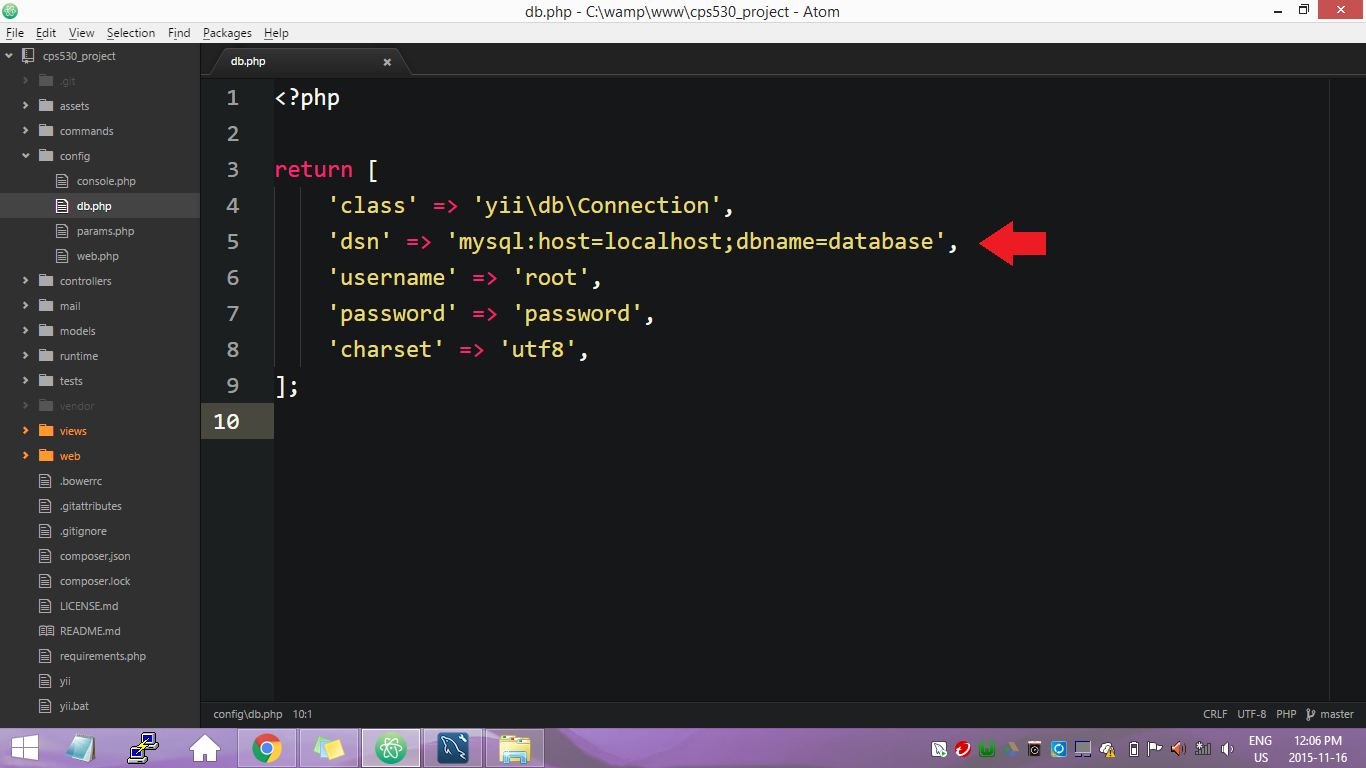 db.php - C:\wamp\www\cps530_project - Atom
File Edit View Selection Find Packages Help
cps530_project
.git
assets
commands
config
console.php
db.php
params.php
web.php
controllers
mail
models
runtime
tests
vendor
views
web
.bowerrc
.gitattributes
.gitignore
composer.json
composer.lock
LICENSE.md
README.md
requirements.php
yii
yii.bat
db.php
1 <?php
2
3 return [
4 'class' => 'yii\db\Connection',
5 'dsn' => 'mysql:host=localhost;dbname=database',
6 'username' => 'root',
7 'password' => 'password',
8 'charset' => 'utf8',
9 ];
10
config\db.php 10:1 CRLF UTF-8 PHP master
ENG 12:06 PM
US 2015-11-16